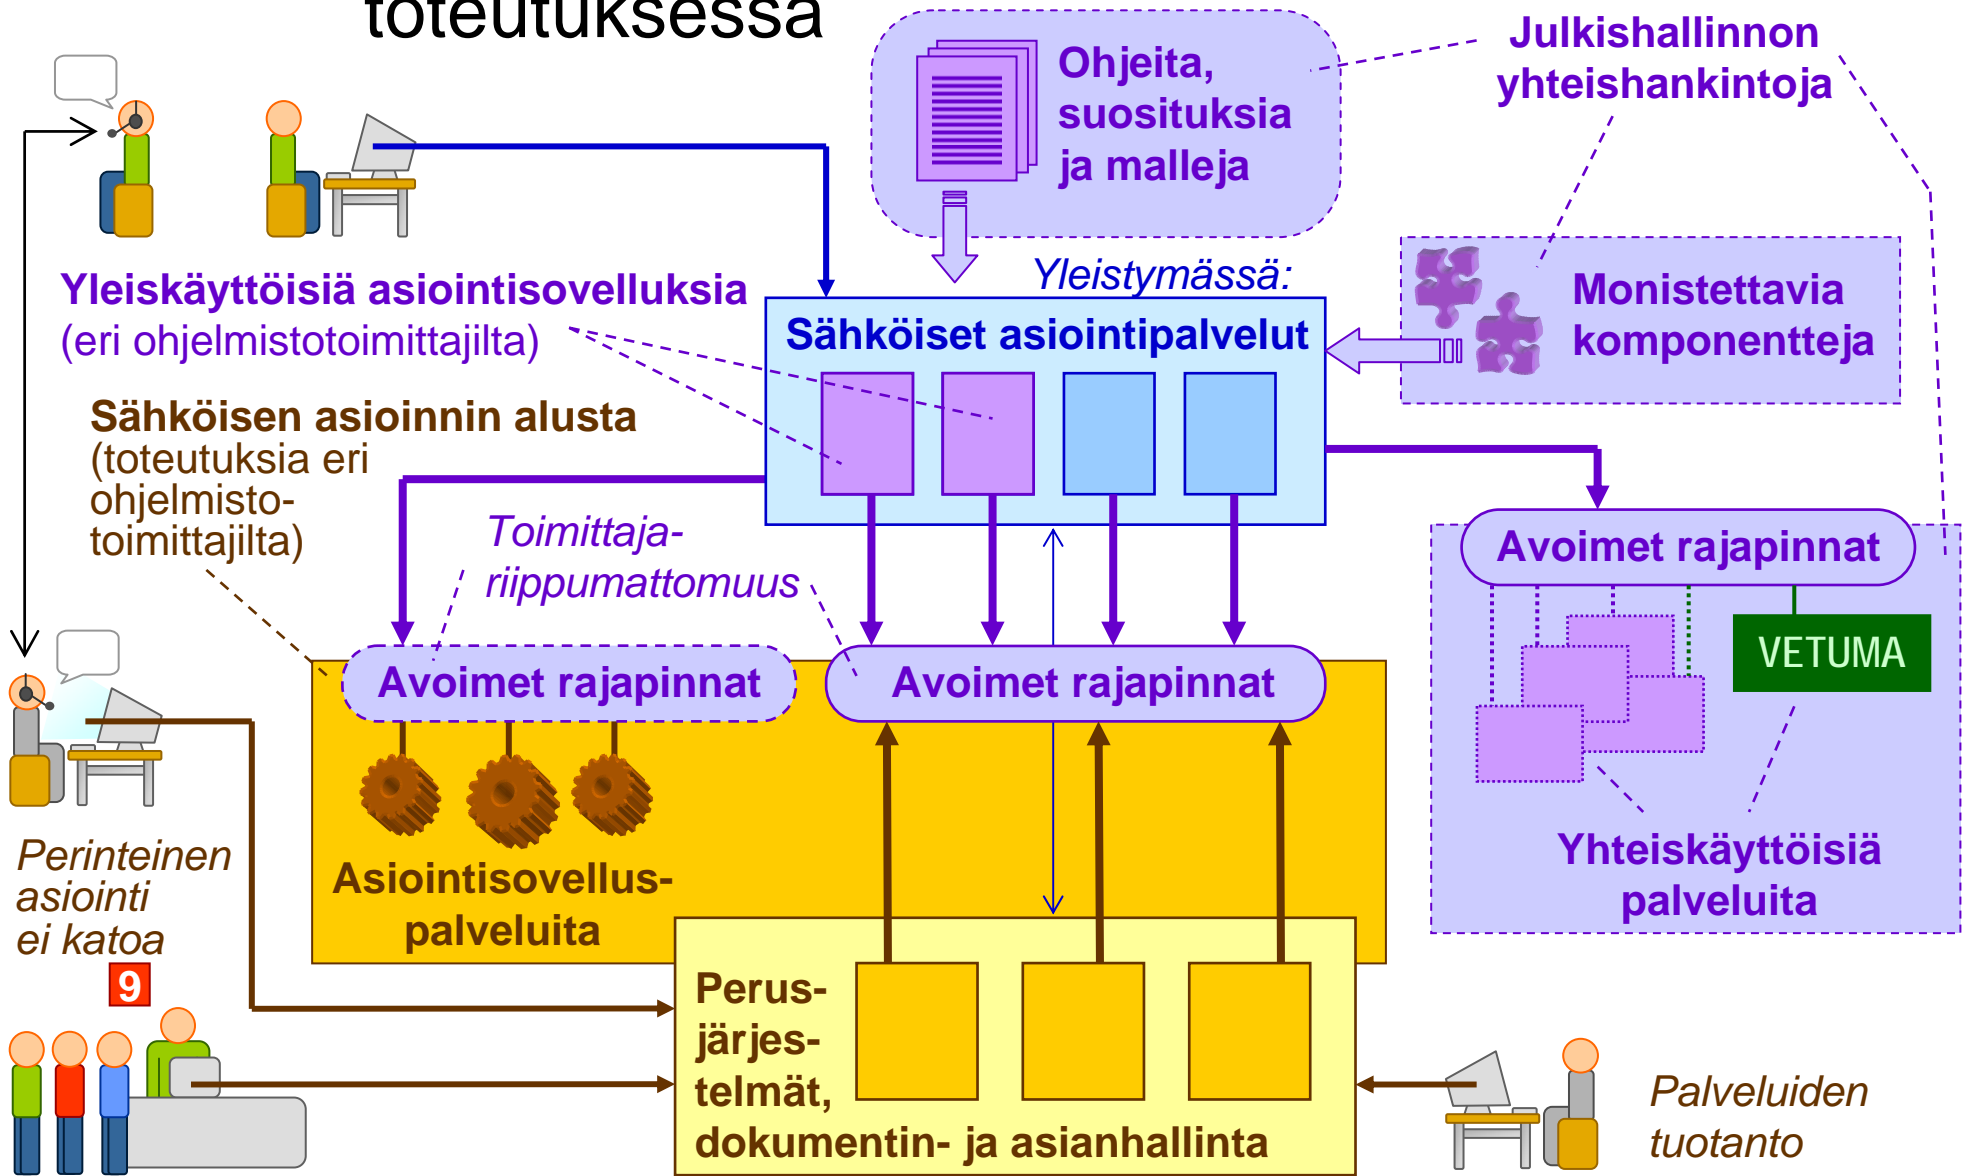 toteutuksessa
Ohjeita,
suosituksia
ja malleja
Julkishallinnon
yhteishankintoja
Yleiskäyttöisiä asiointisovelluksia
(eri ohjelmistotoimittajilta)
Yleistymässä:
Sähköiset asiointipalvelut
Monistettavia
komponentteja
Sähköisen asioinnin alusta
(toteutuksia eri
ohjelmisto-
toimittajilta)
Toimittaja-
riippumattomuus
Avoimet rajapinnat
Avoimet rajapinnat
Avoimet rajapinnat
VETUMA
Yhteiskäyttöisiä
palveluita
Asiointisovellus-
palveluita
Perinteinen
asiointi
ei katoa
9
Perus-
järjes-
telmät,
dokumentin- ja asianhallinta
Palveluiden
tuotanto